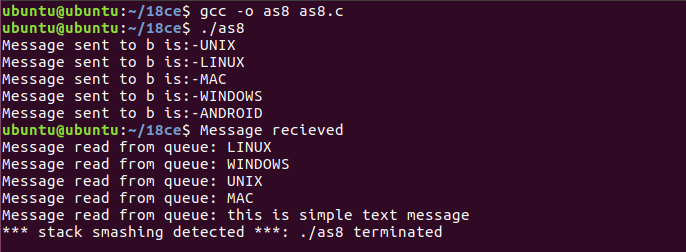 ubuntu@ubuntu:~/18ce$ gcc -o as8 as8.c
ubuntu@ubuntu:~/18ce$ ./as8
Message sent to b is:-UNIX
Message sent to b is:-LINUX
Message sent to b is:-MAC
Message sent to b is:-WINDOWS
Message sent to b is:-ANDROID
ubuntu@ubuntu:~/18ce$ Message recieved
Message read from queue: LINUX
Message read from queue: WINDOWS
Message read from queue: UNIX
Message read from queue: MAC
Message read from queue: this is simple text message
*** stack smashing detected ***: ./as8 terminated